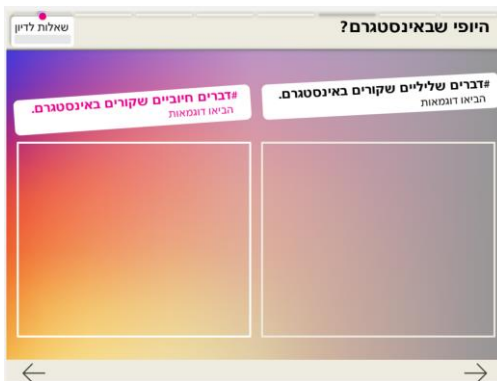 היופי שבאינסטגרם?
שאלות לדיון
#דברים שליליים שקורים באינסטגרם.
הביאו דוגמאות
#דברים חיוביים שקורים באינסטגרם.
הביאו דוגמאות